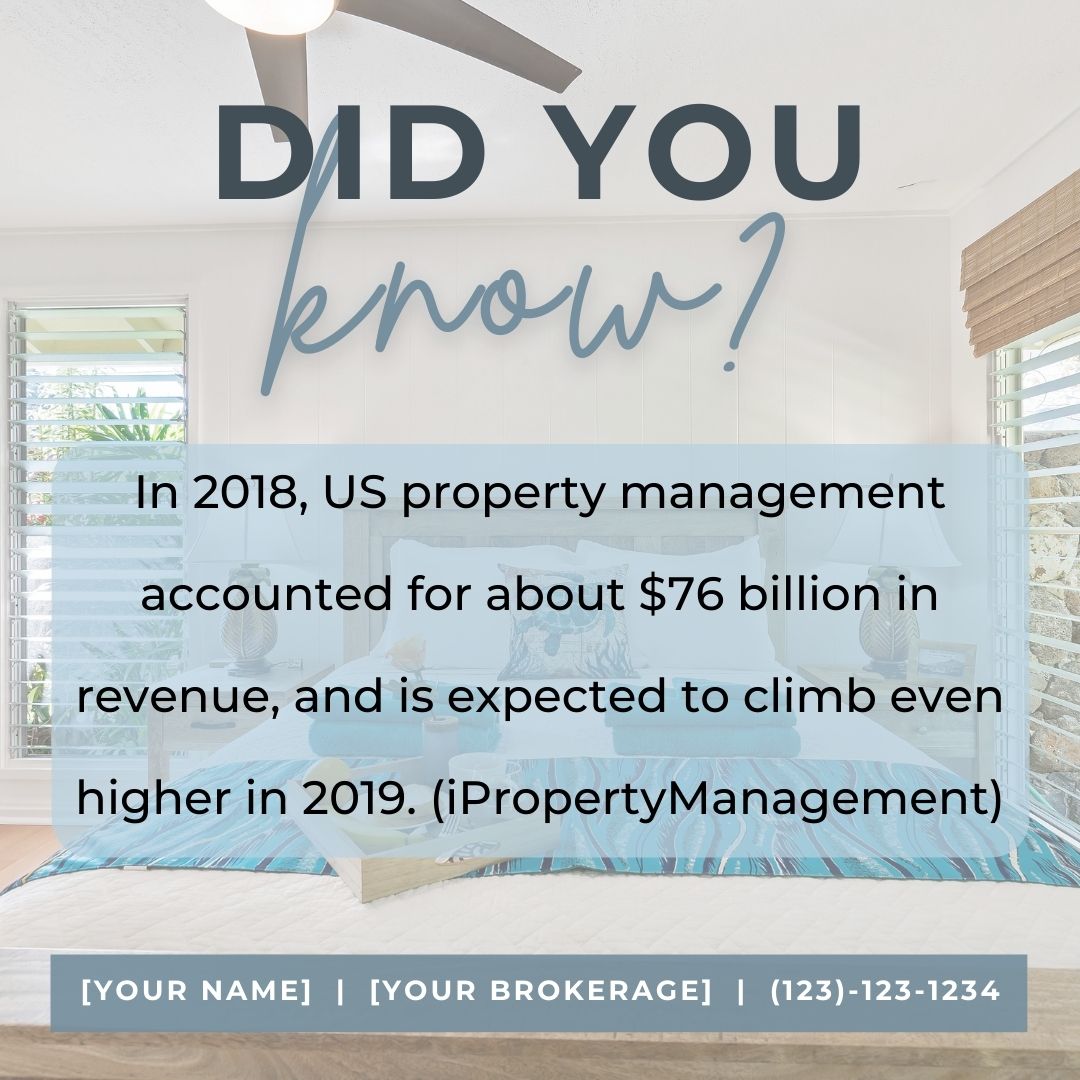 DID YOU
know?
In 2018, US property management
accounted for about $76 billion in
revenue, and is expected to climb even
higher in 2019. (iPropertyManagement)
[YOUR NAME] | [YOUR BROKERAGE] | (123)-123-1234